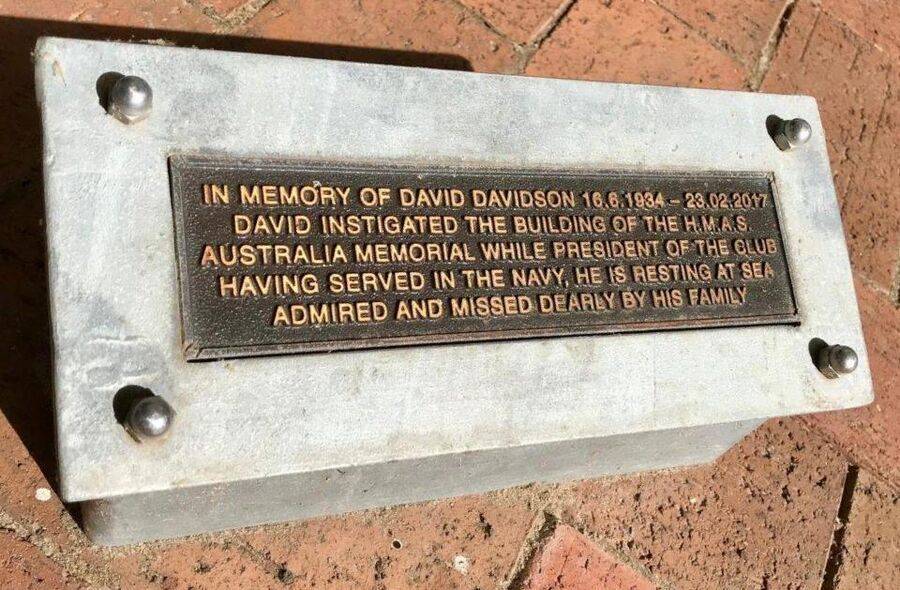 IN MEMORY OF DAVID DAVIDSON 16.6.1934 – 23.02.2017
DAVID INSTIGATED THE BUILDING OF THE H.M.A.S.
AUSTRALIA MEMORIAL WHILE PRESIDENT OF THE CLUB
HAVING SERVED IN THE NAVY, HE IS RESTING AT SEA
ADMIRED AND MISSED DEARLY BY HIS FAMILY